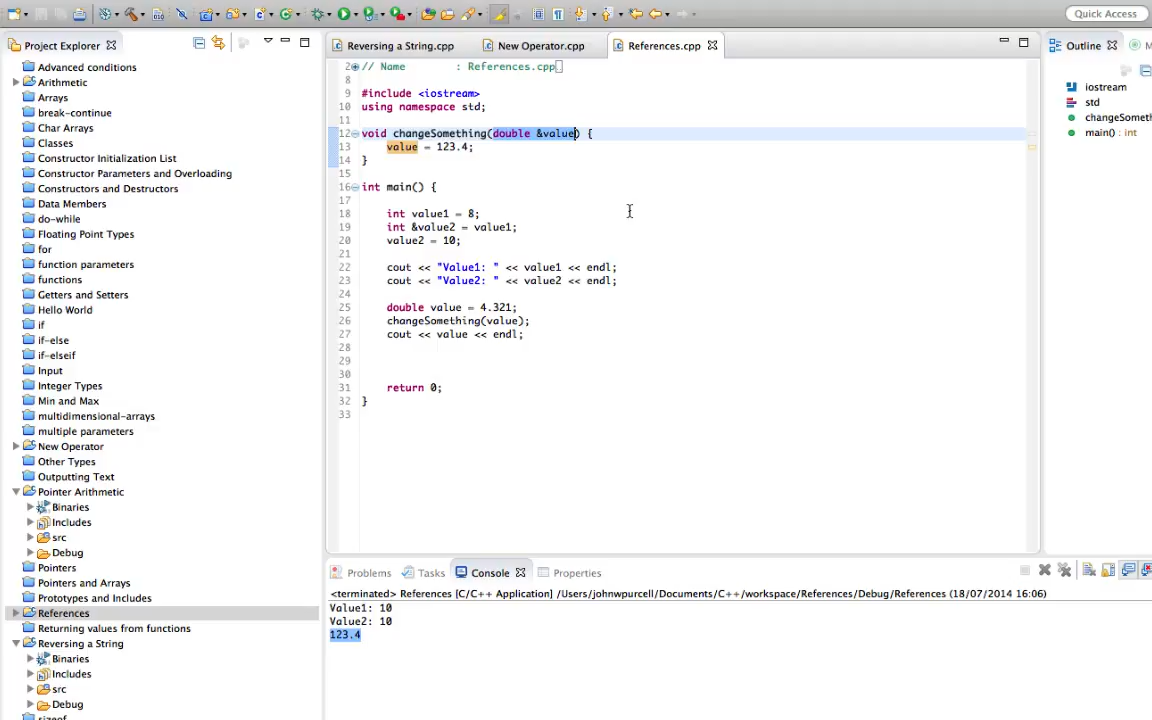 Quick Access
Project Explorer
Advanced conditions
Arithmetic
Arrays
break-continue
Char Arrays
Classes
Constructor Initialization List
Constructor Parameters and Overloading
Constructors and Destructors
Data Members
do-while
Floating Point Types
for
function parameters
functions
Getters and Setters
Hello World
if
if-else
if-elseif
Input
Integer Types
Min and Max
multidimensional-arrays
multiple parameters
New Operator
Other Types
Outputting Text
Pointer Arithmetic
Binaries
Includes
src
Debug
Pointers
Pointers and Arrays
Prototypes and Includes
References
Returning values from functions
Reversing a String
Binaries
Includes
src
Debug
sizeof
Reversing a String.cpp New Operator.cpp References.cpp
2 // Name : References.cpp
8
9 #include <iostream>
10 using namespace std;
11
12 void changeSomething(double &value) {
13 value = 123.4;
14 }
15
16 int main() {
17
18 int value1 = 8;
19 int &value2 = value1;
20 value2 = 10;
21
22 cout << "Value1: " << value1 << endl;
23 cout << "Value2: " << value2 << endl;
24
25 double value = 4.321;
26 changeSomething(value);
27 cout << value << endl;
28
29
30
31 return 0;
32 }
33
Outline M
iostream
std
changeSometh
main() : int
Problems Tasks Console Properties
<terminated> References [C/C++ Application] /Users/johnwpurcell/Documents/C++/workspace/References/Debug/References (18/07/2014 16:06)
Value1: 10
Value2: 10
123.4